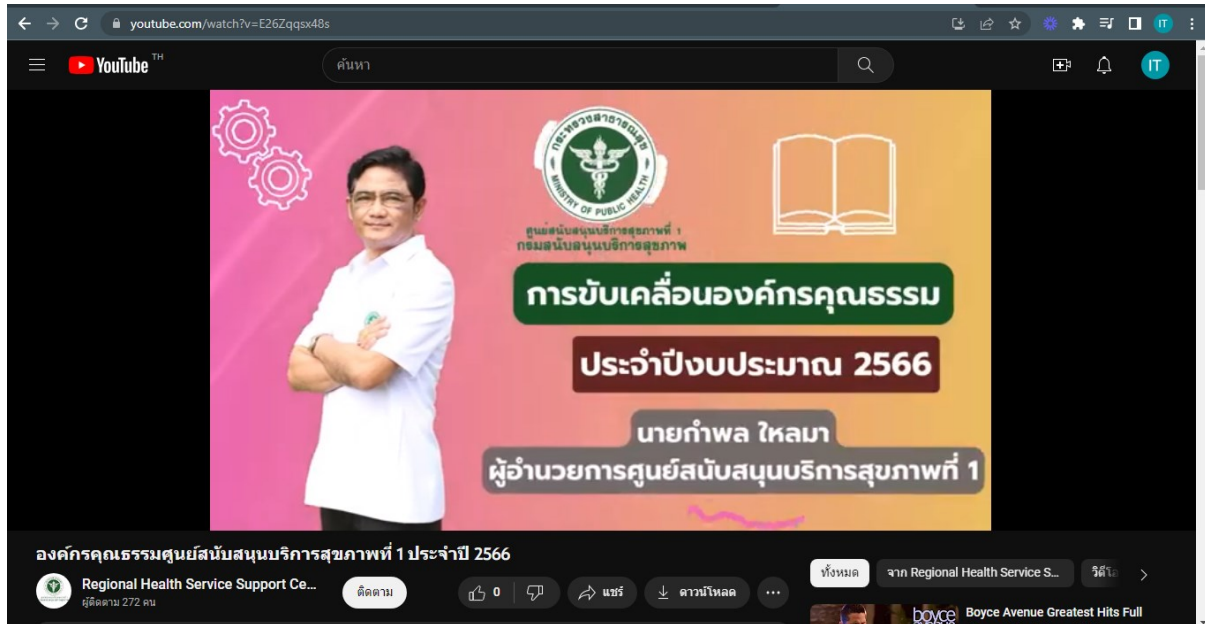 youtube.com/watch?v=E26Zqqsx48s
IT
YouTube TH
ค้นหา
IT
กระทรวงสาธารณสุข
MINISTRY OF PUBLIC HEALTH
ศูนย์สนับสนุนบริการสุขภาพที่ 1
กรมสนับสนุนบริการสุขภาพ
การขับเคลื่อนองค์กรคุณธรรม
ประจำปีงบประมาณ 2566
นายกำพล ใหลมา
ผู้อำนวยการศูนย์สนับสนุนบริการสุขภาพที่ 1
องค์กรคุณธรรมศูนย์สนับสนุนบริการสุขภาพที่ 1 ประจำปี 2566
Regional Health Service Support Ce...
ผู้ติดตาม 272 คน
ติดตาม
0
แชร์
ดาวน์โหลด
ทั้งหมด
จาก Regional Health Service S...
Boyce Avenue Greatest Hits Full
boyce